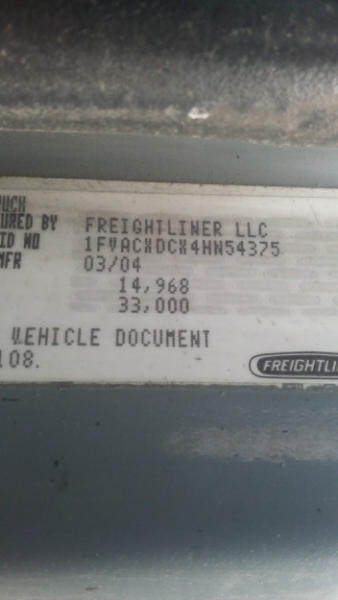 UCK
URED BY FREIGHTLINER LLC
ID NO 1FVACXDCX4HN54375
MFR 03/04
14,968
33,000
VEHICLE DOCUMENT
108.
FREIGHTLI